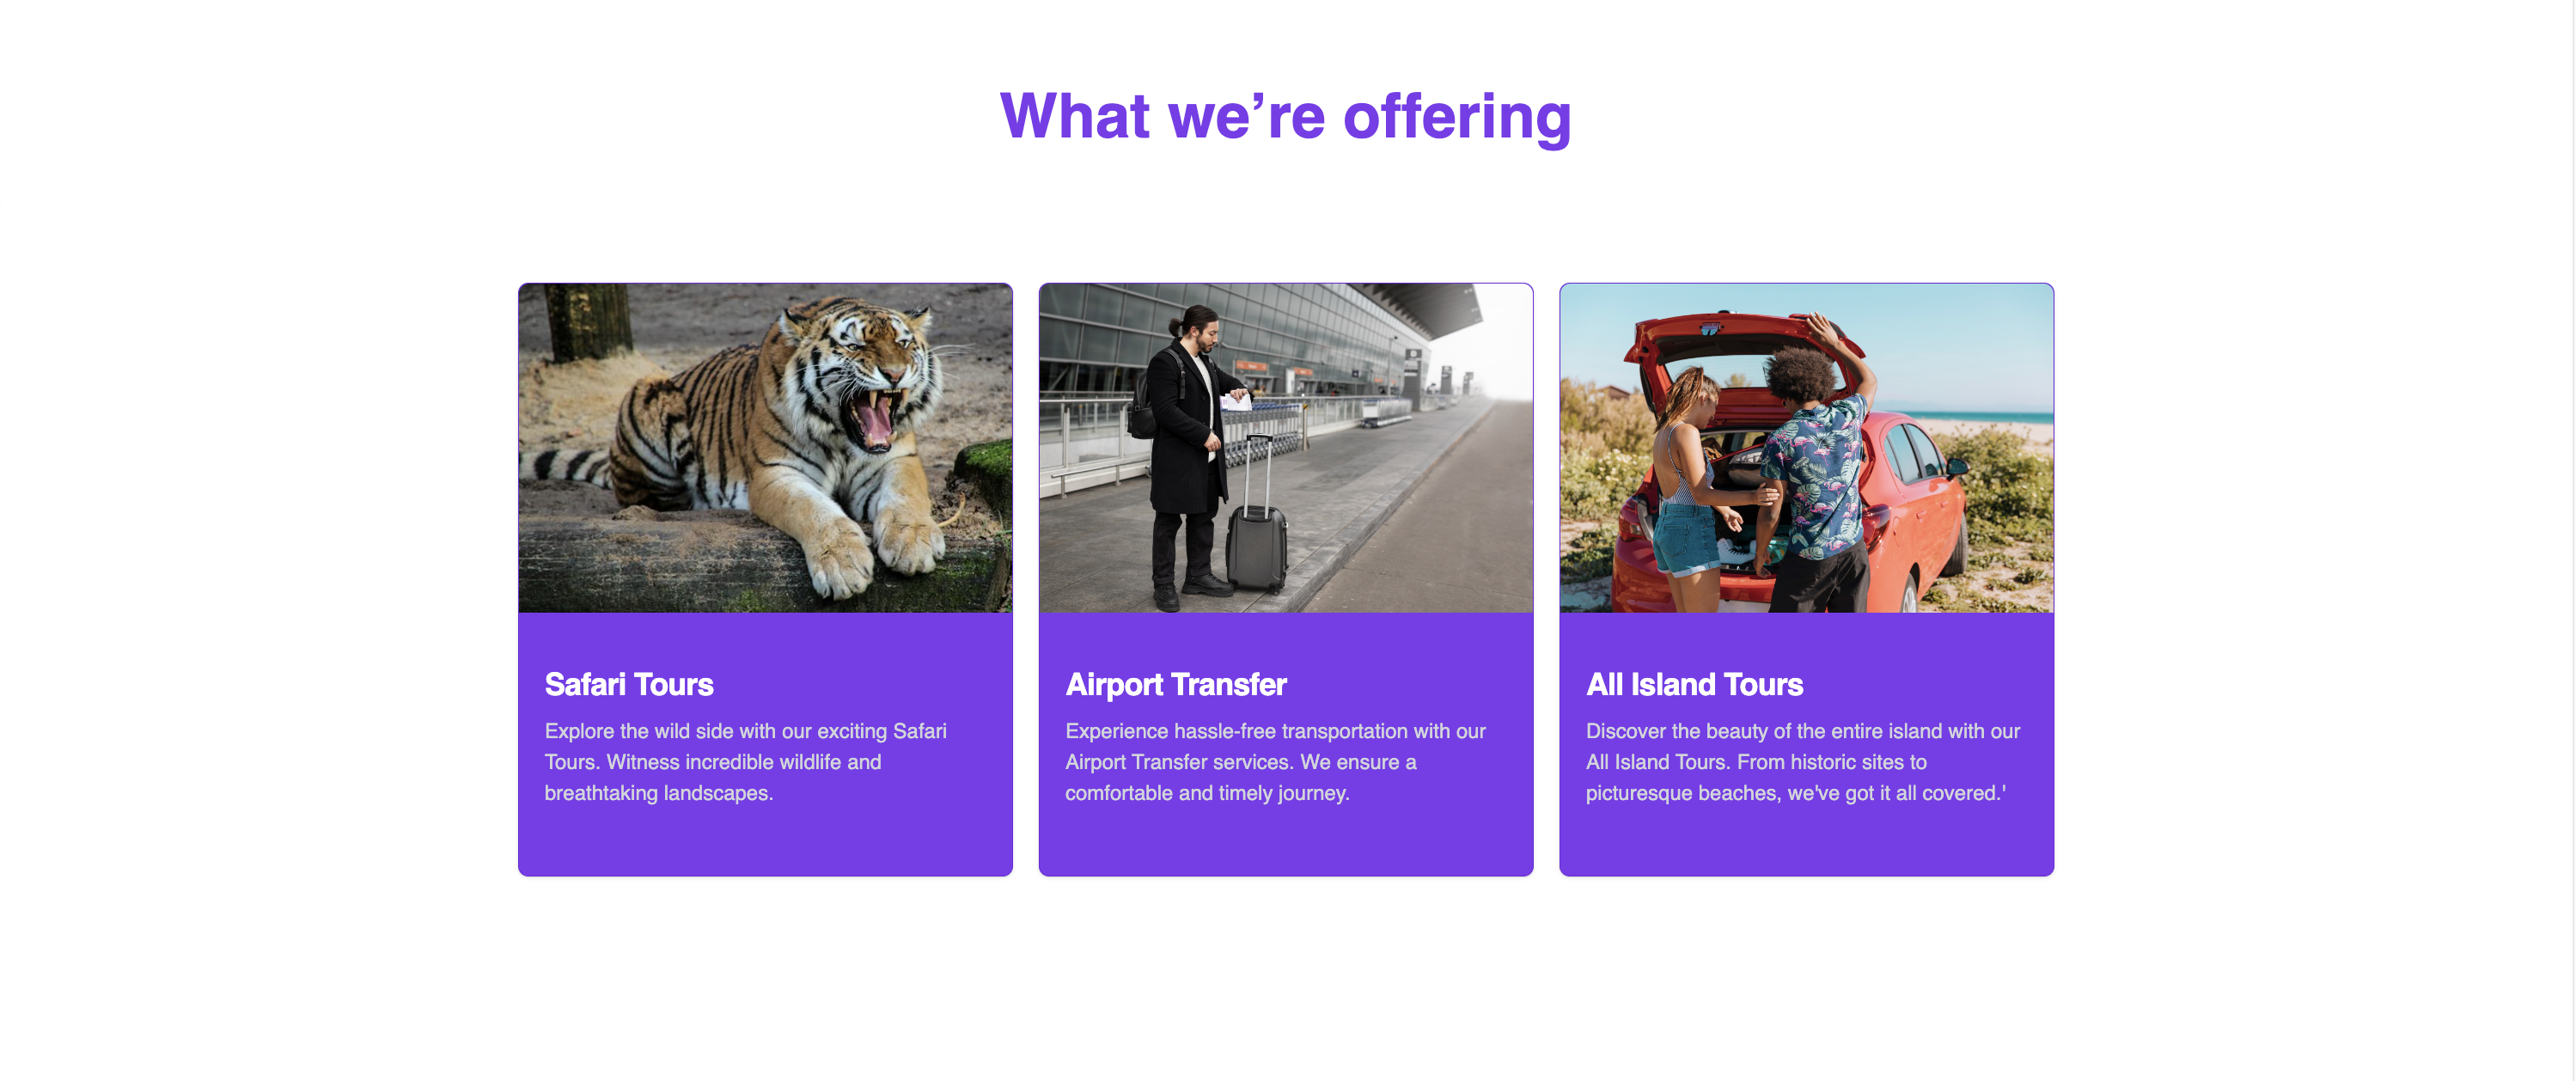 What we’re offering
Safari Tours
Explore the wild side with our exciting Safari
Tours. Witness incredible wildlife and
breathtaking landscapes.
Airport Transfer
Experience hassle-free transportation with our
Airport Transfer services. We ensure a
comfortable and timely journey.
All Island Tours
Discover the beauty of the entire island with our
All Island Tours. From historic sites to
picturesque beaches, we've got it all covered.'